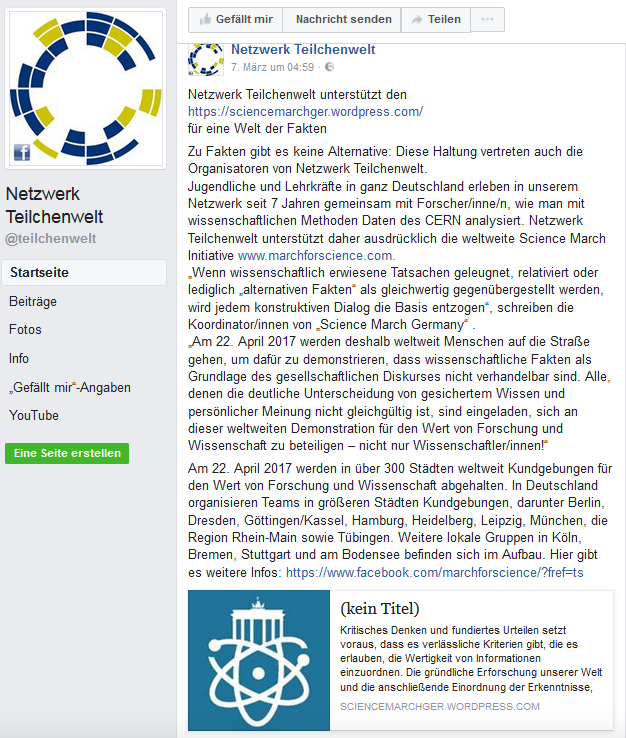 Gefällt mir
Nachricht senden
Teilen
Netzwerk Teilchenwelt
7. März um 04:59 ·
Netzwerk Teilchenwelt unterstützt den
https://sciencemarchger.wordpress.com/
für eine Welt der Fakten
Zu Fakten gibt es keine Alternative: Diese Haltung vertreten auch die
Organisatoren von Netzwerk Teilchenwelt.
Jugendliche und Lehrkräfte in ganz Deutschland erleben in unserem
Netzwerk seit 7 Jahren gemeinsam mit Forscher/inne/n, wie man mit
wissenschaftlichen Methoden Daten des CERN analysiert. Netzwerk
Teilchenwelt unterstützt daher ausdrücklich die weltweite Science March
Initiative www.marchforscience.com.
„Wenn wissenschaftlich erwiesene Tatsachen geleugnet, relativiert oder
lediglich „alternativen Fakten“ als gleichwertig gegenübergestellt werden,
wird jedem konstruktiven Dialog die Basis entzogen“, schreiben die
Koordinator/innen von „Science March Germany“ .
„Am 22. April 2017 werden deshalb weltweit Menschen auf die Straße
gehen, um dafür zu demonstrieren, dass wissenschaftliche Fakten als
Grundlage des gesellschaftlichen Diskurses nicht verhandelbar sind. Alle,
denen die deutliche Unterscheidung von gesichertem Wissen und
persönlicher Meinung nicht gleichgültig ist, sind eingeladen, sich an
dieser weltweiten Demonstration für den Wert von Forschung und
Wissenschaft zu beteiligen – nicht nur Wissenschaftler/innen!“
Am 22. April 2017 werden in über 300 Städten weltweit Kundgebungen für
den Wert von Forschung und Wissenschaft abgehalten. In Deutschland
organisieren Teams in größeren Städten Kundgebungen, darunter Berlin,
Dresden, Göttingen/Kassel, Hamburg, Heidelberg, Leipzig, München, die
Region Rhein-Main sowie Tübingen. Weitere lokale Gruppen in Köln,
Bremen, Stuttgart und am Bodensee befinden sich im Aufbau. Hier gibt
es weitere Infos: https://www.facebook.com/marchforscience/?fref=ts
(kein Titel)
Kritisches Denken und fundiertes Urteilen setzt
voraus, dass es verlässliche Kriterien gibt, die es
erlauben, die Wertigkeit von Informationen
einzuordnen. Die gründliche Erforschung unserer Welt
und die anschließende Einordnung der Erkenntnisse,
SCIENCEMARCHGER.WORDPRESS.COM
f
Netzwerk
Teilchenwelt
@teilchenwelt
Startseite
Beiträge
Fotos
Info
„Gefällt mir“-Angaben
YouTube
Eine Seite erstellen